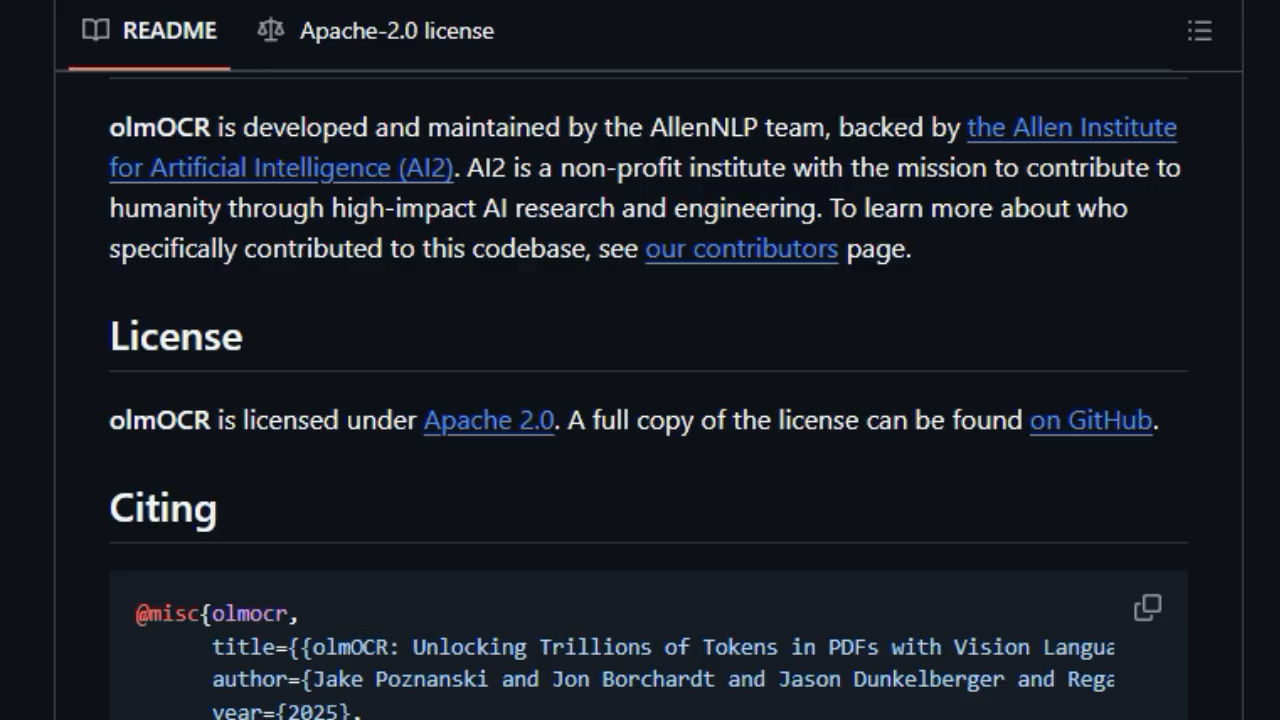 README Apache-2.0 license
olmOCR is developed and maintained by the AllenNLP team, backed by the Allen Institute
for Artificial Intelligence (AI2). AI2 is a non-profit institute with the mission to contribute to
humanity through high-impact AI research and engineering. To learn more about who
specifically contributed to this codebase, see our contributors page.
License
olmOCR is licensed under Apache 2.0. A full copy of the license can be found on GitHub.
Citing
@misc{olmocr,
title={{olmOCR: Unlocking Trillions of Tokens in PDFs with Vision Langua
author={Jake Poznanski and Jon Borchardt and Jason Dunkelberger and Rega
year={2025},